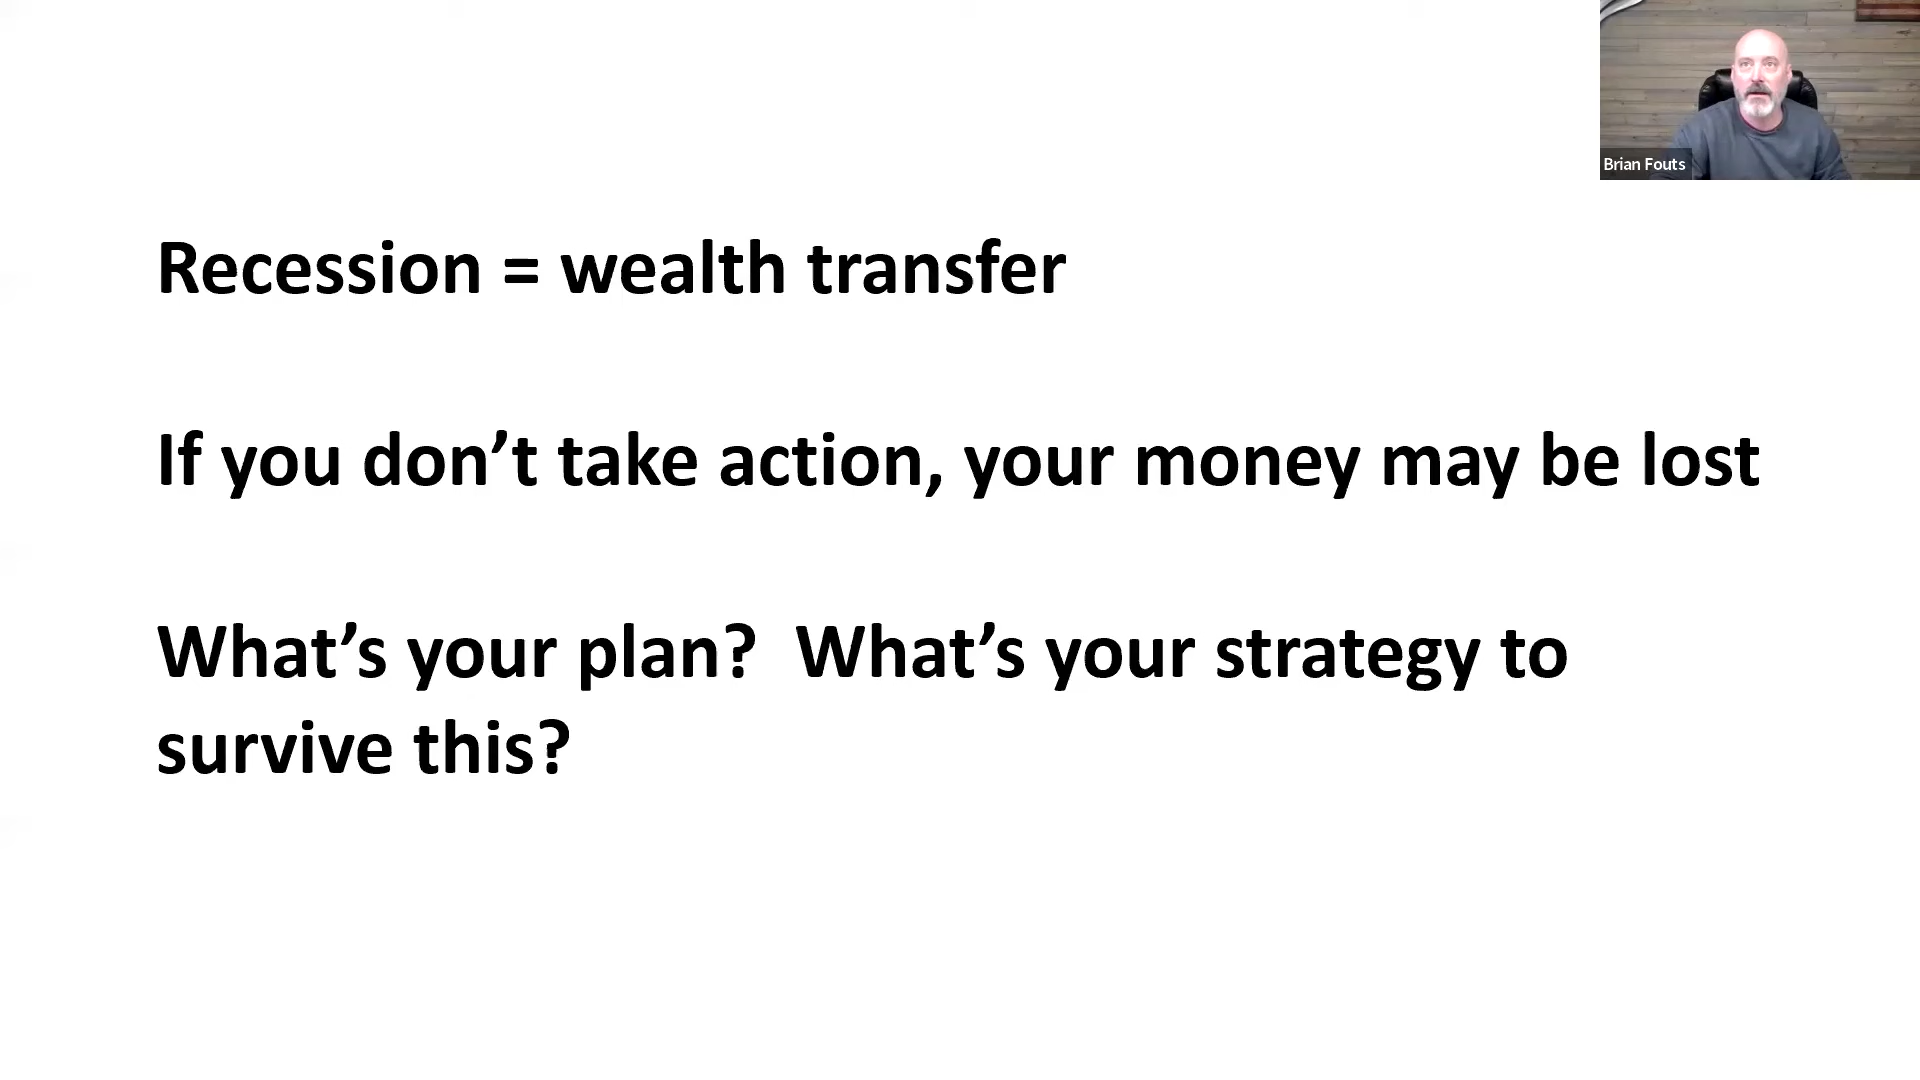 Brian Fouts
Recession = wealth transfer
If you don’t take action, your money may be lost
What’s your plan?  What’s your strategy to
survive this?